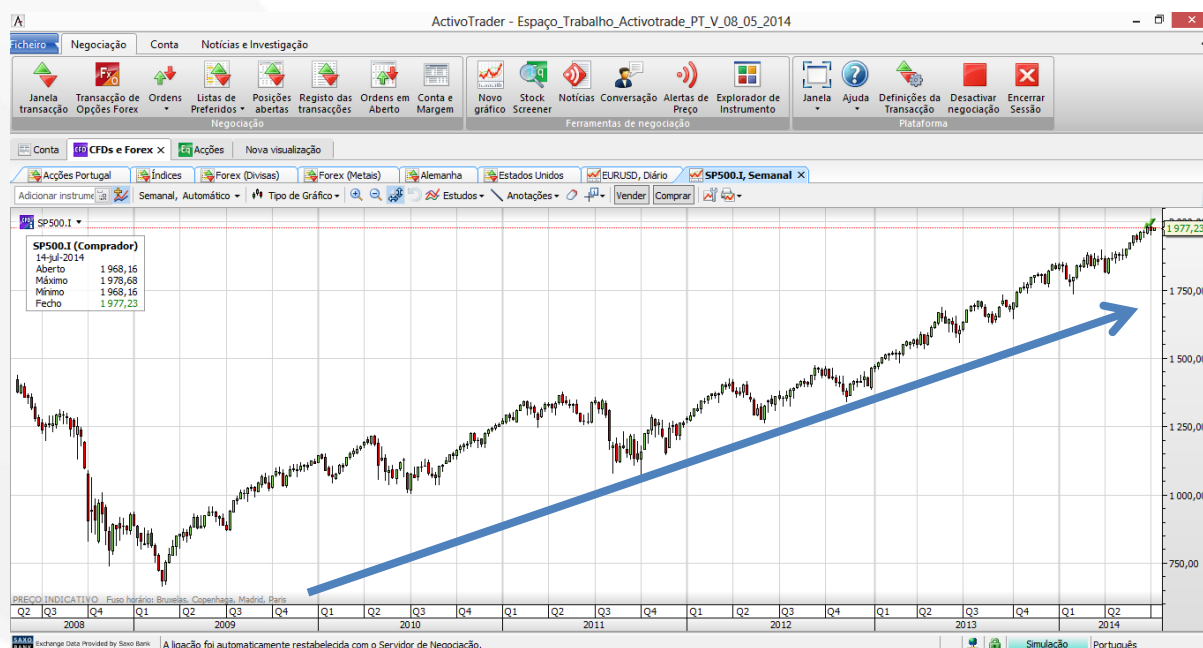 ActivoTrader - Espaço_Trabalho_Activotrade_PT_V_08_05_2014
Ficheiro Negociação Conta Notícias e Investigação
Janela transacção
Transacção de Opções Forex
Ordens
Listas de Preferidos
Posições abertas
Registo das transacções
Ordens em Aberto
Conta e Margem
Novo gráfico
Stock Screener
Notícias
Conversação
Alertas de Preço
Explorador de Instrumento
Janela
Ajuda
Definições da Transacção
Desactivar negociação
Encerrar Sessão
Negociação Ferramentas de negociação Plataforma
Conta CFDs e Forex Acções Nova visualização
Acções Portugal Índices Forex (Divisas) Forex (Metais) Alemanha Estados Unidos EURUSD, Diário SP500.I, Semanal
Adicionar instrume Semanal, Automático Tipo de Gráfico Estudos Anotações Vender Comprar
SP500.I
SP500.I (Comprador)
14-jul-2014
Aberto 1 968,16
Máximo 1 978,68
Mínimo 1 968,16
Fecho 1 977,23
1 977,23
1 750,00
1 500,00
1 250,00
1 000,00
750,00
PREÇO INDICATIVO Fuso horário: Bruxelas, Copenhaga, Madrid, Paris
Q2 Q3 Q4 Q1 Q2 Q3 Q4 Q1 Q2 Q3 Q4 Q1 Q2 Q3 Q4 Q1 Q2 Q3 Q4 Q1 Q2 Q3 Q4 Q1 Q2
2008 2009 2010 2011 2012 2013 2014
SAXO BANK Exchange Data Provided by Saxo Bank A ligação foi automaticamente restabelecida com o Servidor de Negociação. Simulação Português